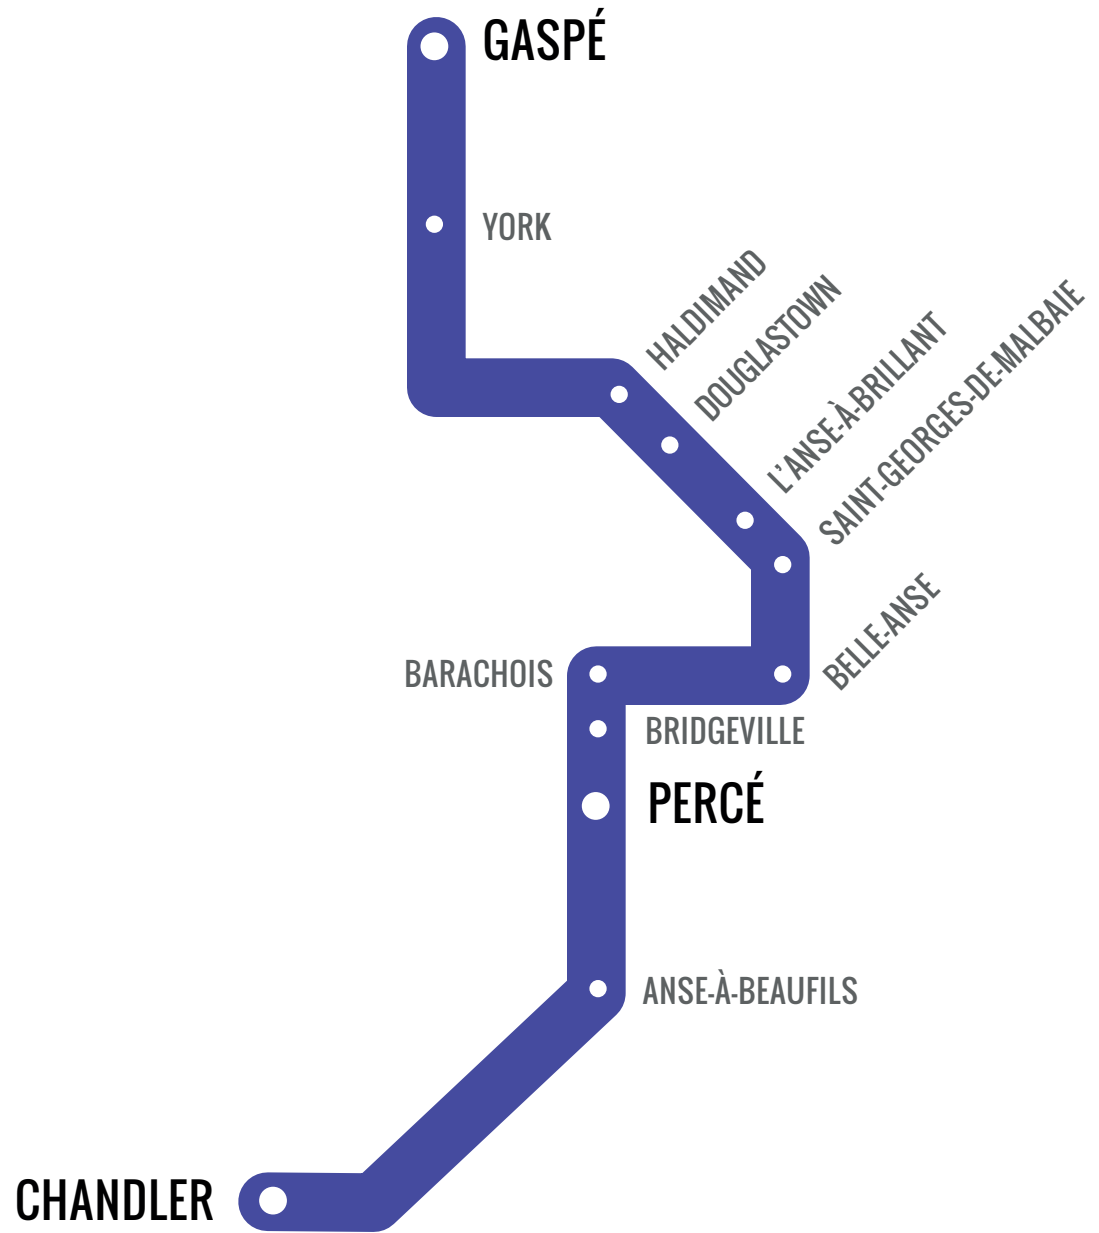 GASPÉ
YORK
HALDIMAND
DOUGLASTOWN
L'ANSE-À-BRILLANT
SAINT-GEORGES-DE-MALBAIE
BELLE-ANSE
BARACHOIS
BRIDGEVILLE
PERCÉ
ANSE-À-BEAUFILS
CHANDLER